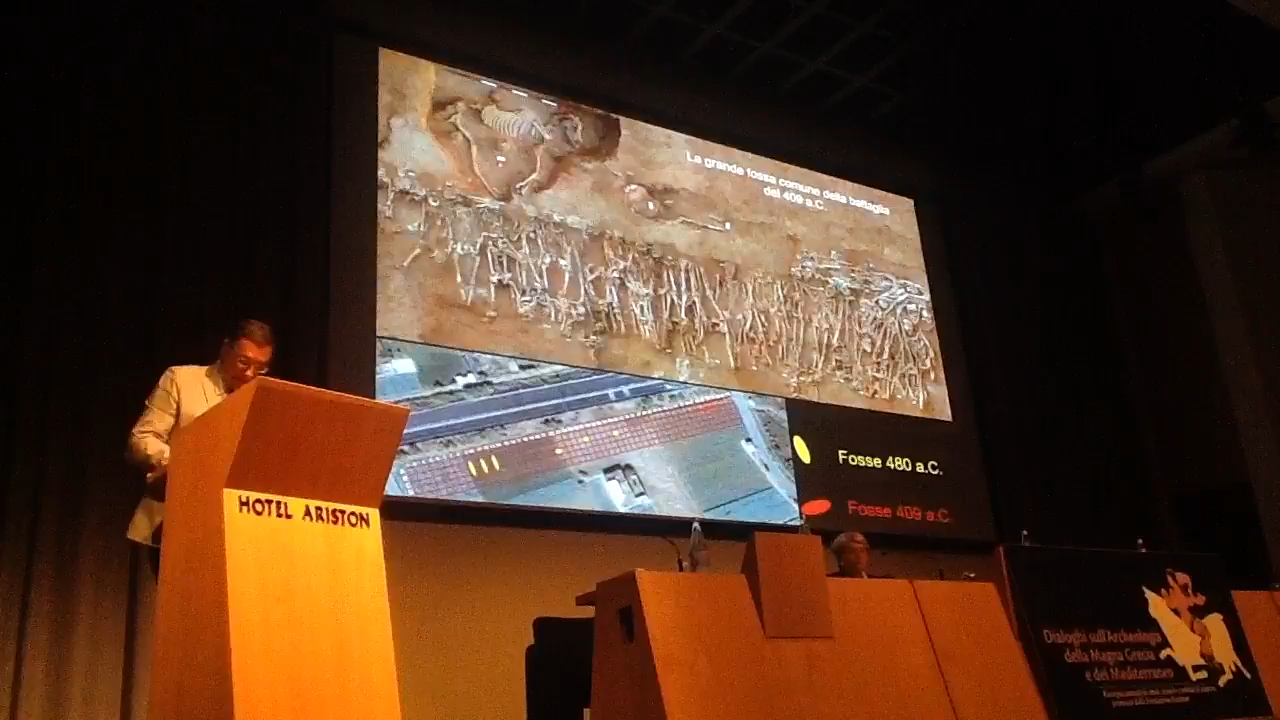 La grande fossa comune della battaglia
del 409 a.C.
Fosse 480 a.C.
Fosse 409 a.C.
HOTEL ARISTON
Dialoghi sull'Archeologia
della Magna Grecia
e del Mediterraneo